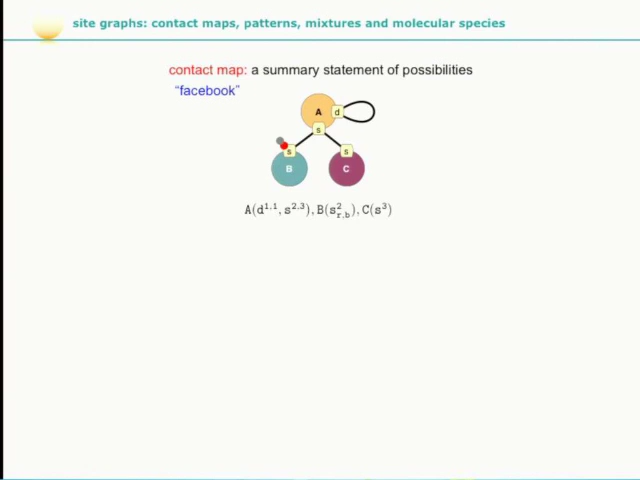 site graphs: contact maps, patterns, mixtures and molecular species
contact map: a summary statement of possibilities
“facebook”
A
d
s
s
s
B
C
A(d^{1,1}, s^{2,3}), B(s^2_{r,b}), C(s^3)